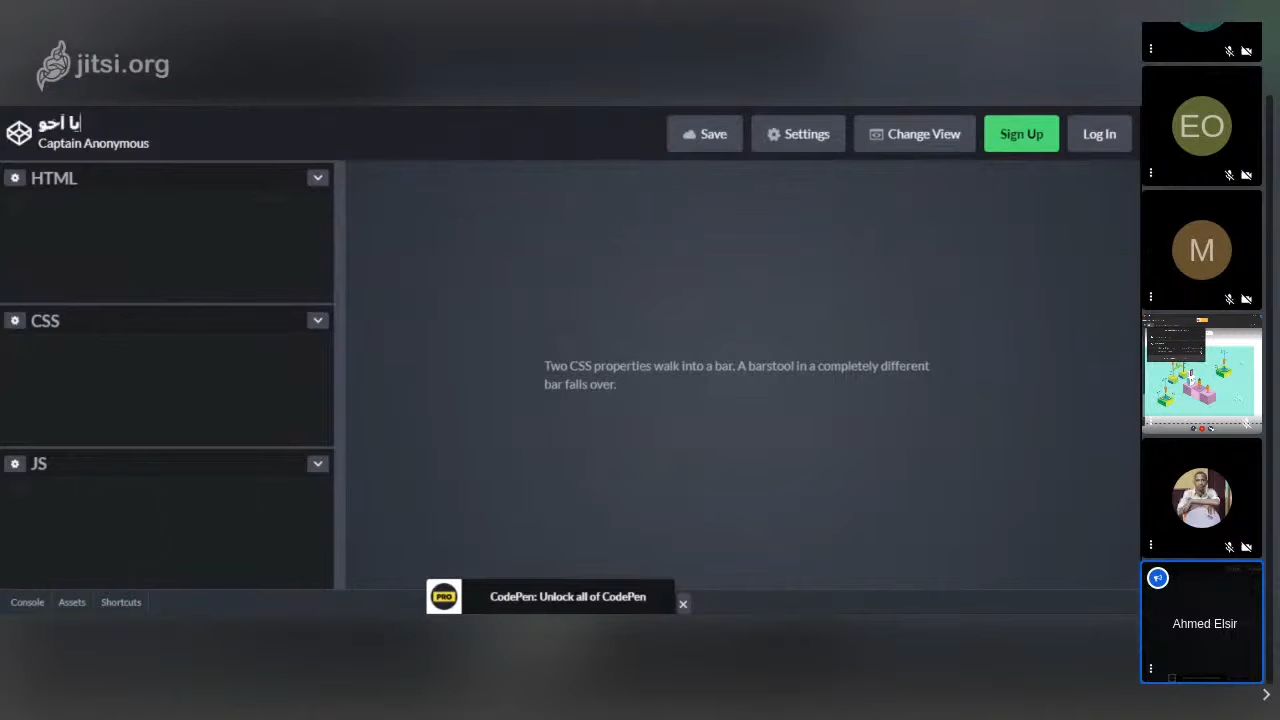 jitsi.org
يا أخو
Captain Anonymous
Save
Settings
Change View
Sign Up
Log In
HTML
CSS
JS
Two CSS properties walk into a bar. A barstool in a completely different
bar falls over.
Console
Assets
Shortcuts
PRO
CodePen: Unlock all of CodePen
EO
M
Ahmed Elsir